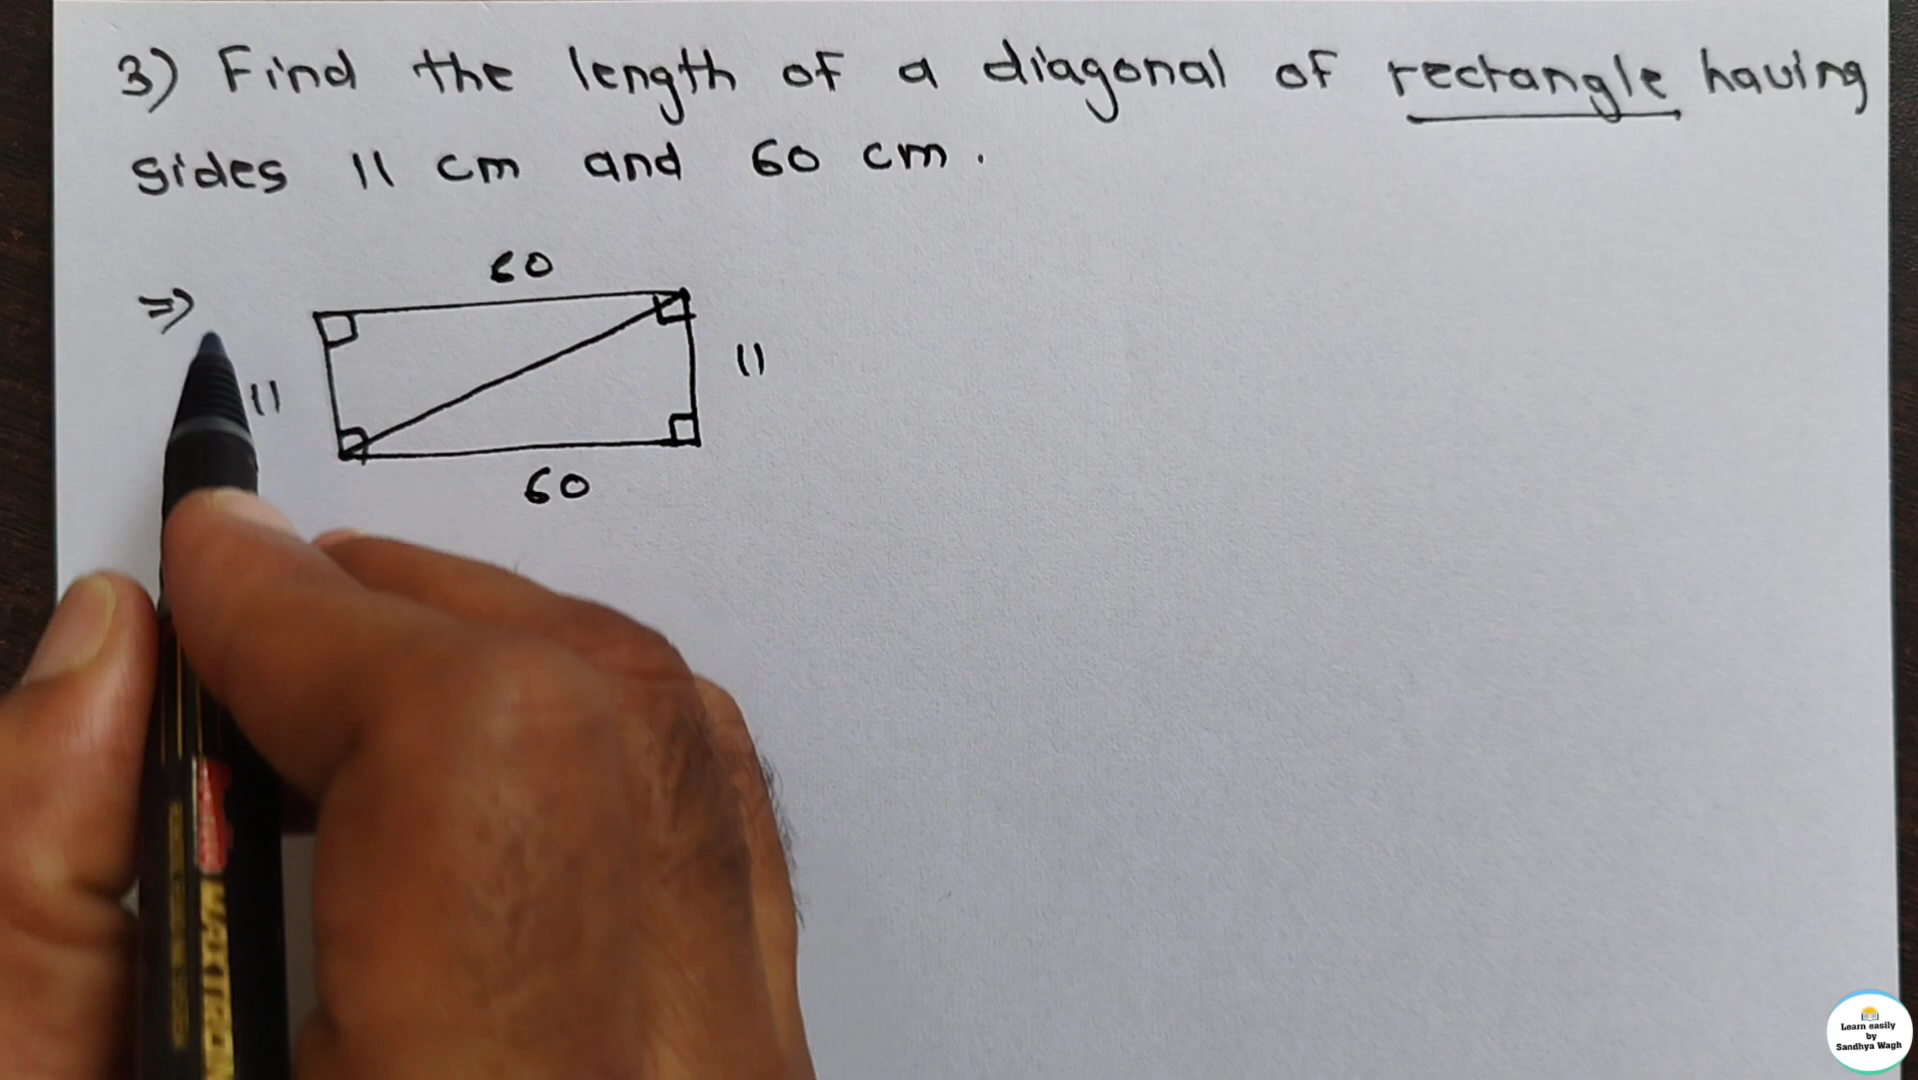 3) Find the length of a diagonal of rectangle having
sides 11 cm and 60 cm.
⇒
60
11
11
60
Learn easily
by
Sandhya Wagh